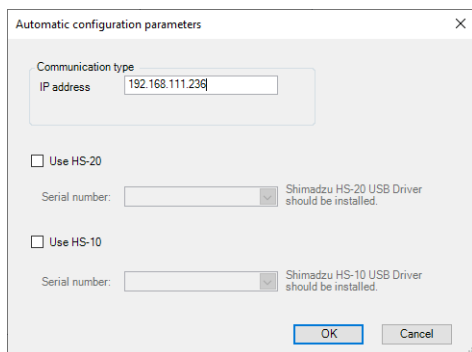 Automatic configuration parameters
Communication type
IP address 192.168.111.236
Use HS-20
Serial number: Shimadzu HS-20 USB Driver
should be installed.
Use HS-10
Serial number: Shimadzu HS-10 USB Driver
should be installed.
OK Cancel